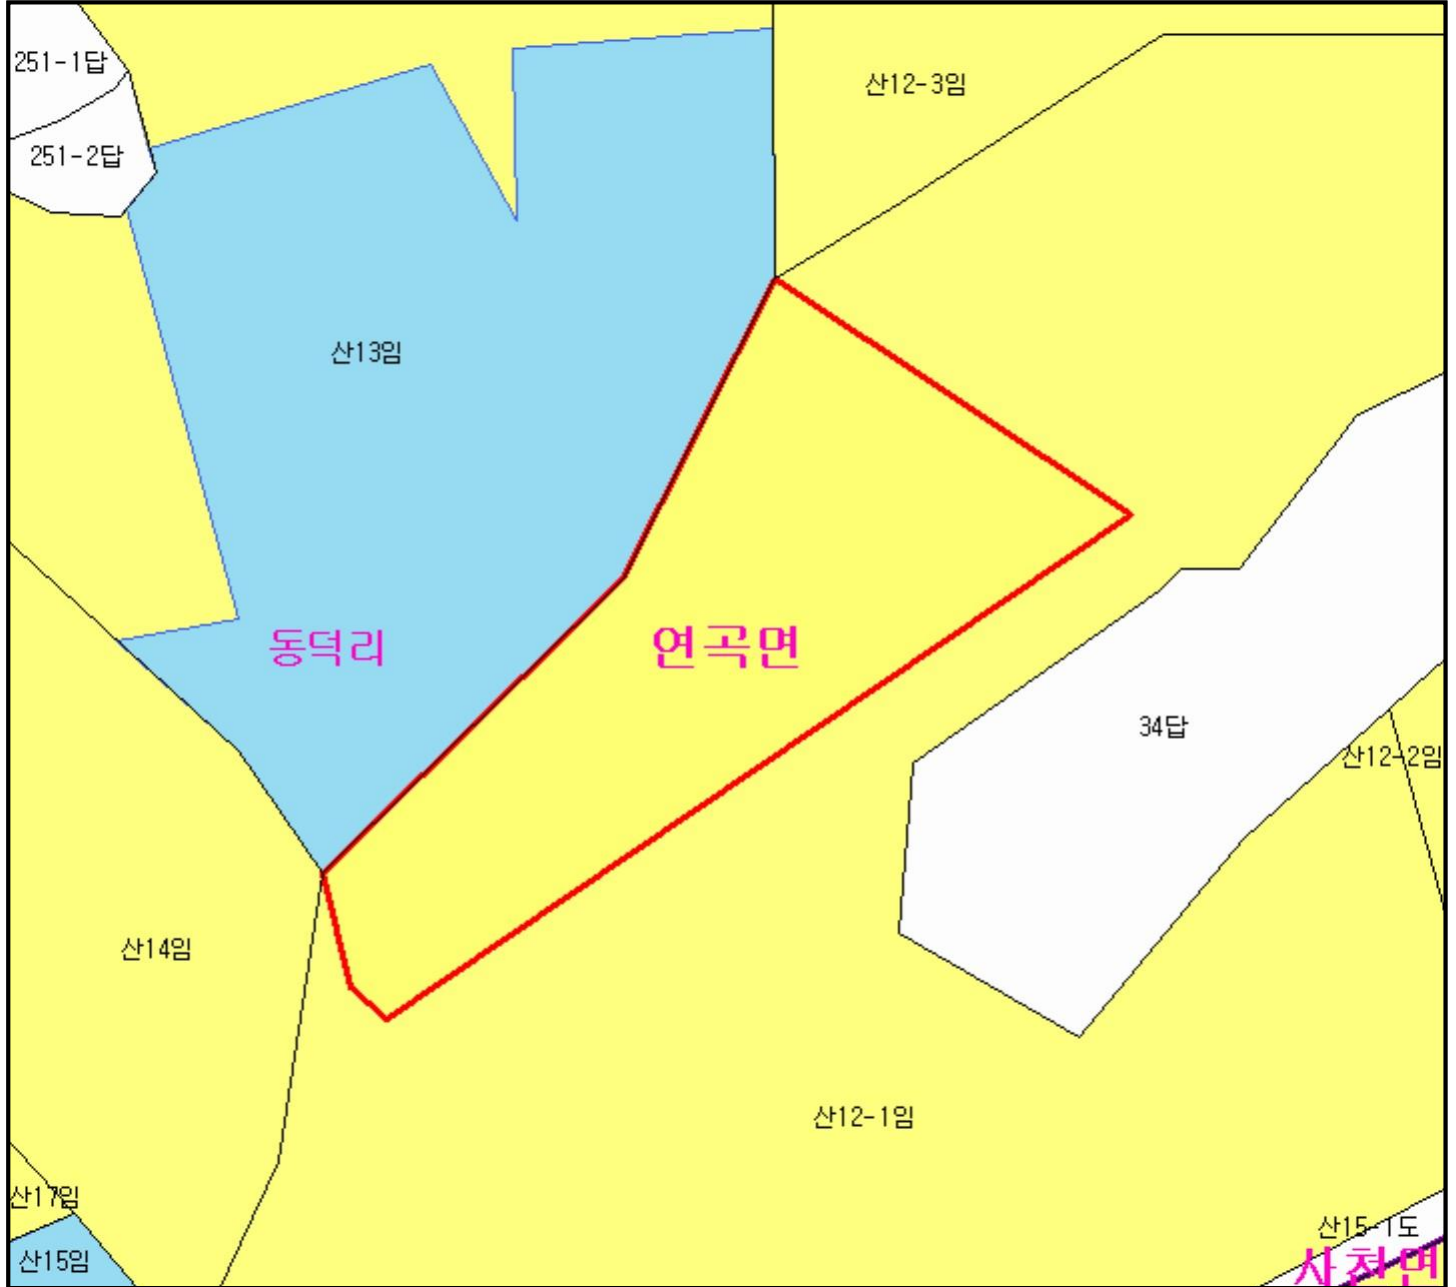 251-1답
산12-3임
251-2답
산13임
동덕리
연곡면
34답
산12-2임
산14임
산12-1임
산17임
산15-1도
산15임
사천면